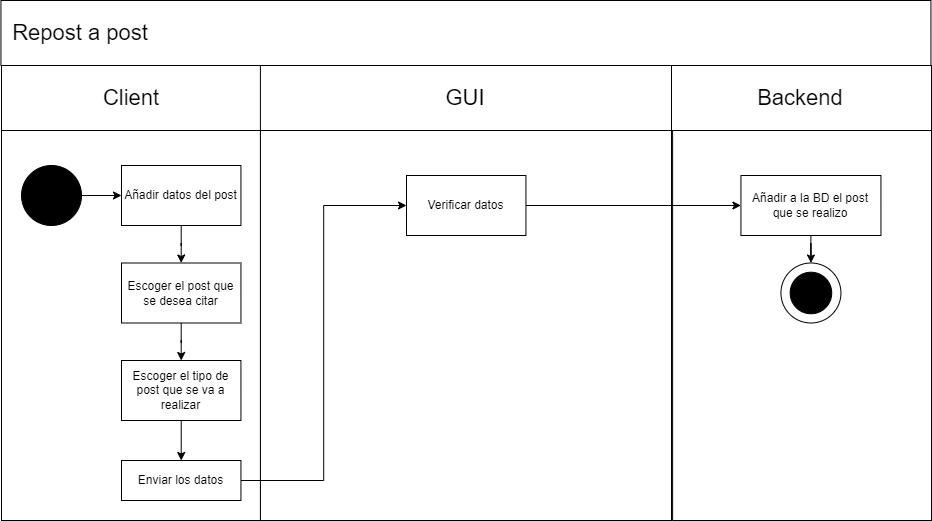 Repost a post
Client
GUI
Backend
Añadir datos del post
Escoger el post que
se desea citar
Escoger el tipo de
post que se va a
realizar
Enviar los datos
Verificar datos
Añadir a la BD el post
que se realizo